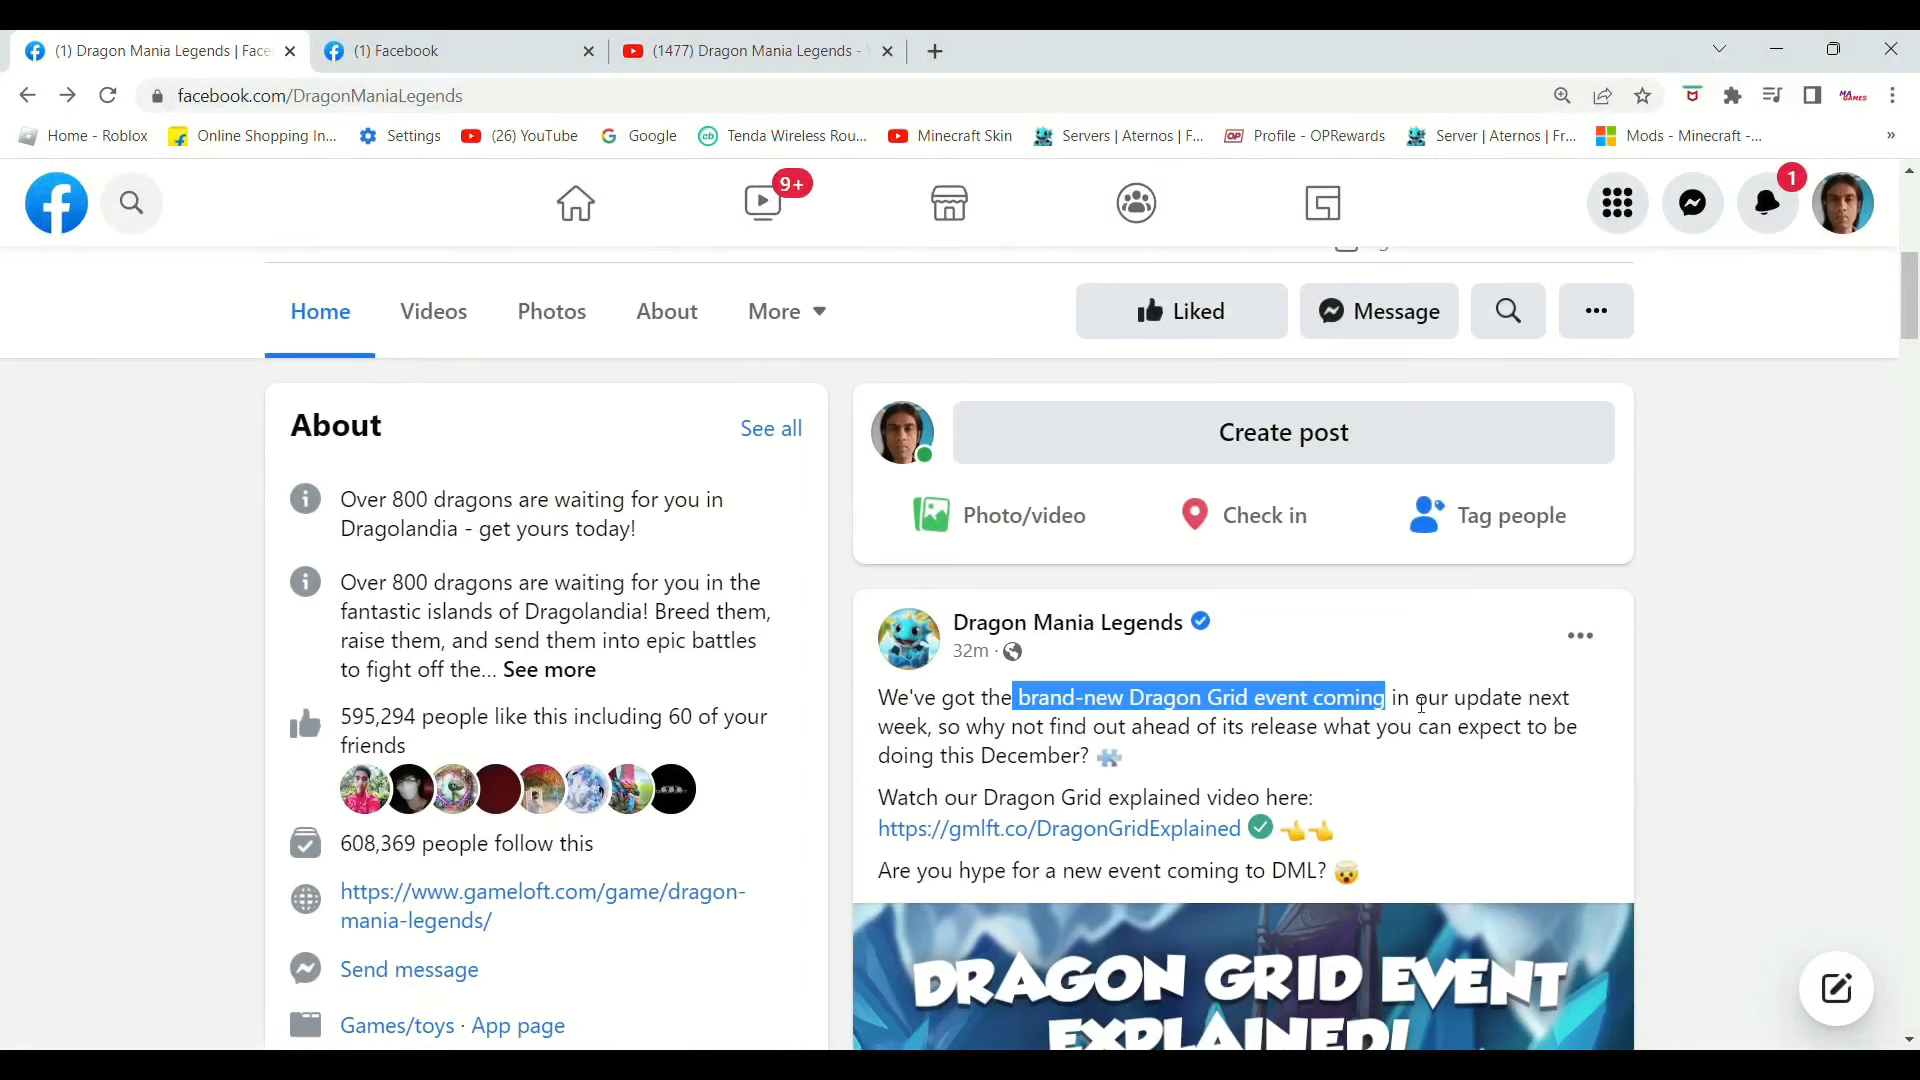 (1) Dragon Mania Legends | Face
(1) Facebook
(1477) Dragon Mania Legends -
facebook.com/DragonManiaLegends
Home - Roblox
Online Shopping In...
Settings
(26) YouTube
Google
Tenda Wireless Rou...
Minecraft Skin
Servers | Aternos | F...
OP
Profile - OPRewards
Server | Aternos | Fr...
Mods - Minecraft -...
»
9+
1
Home
Videos
Photos
About
More
Liked
Message
About
See all
Over 800 dragons are waiting for you in
Dragolandia - get yours today!
Over 800 dragons are waiting for you in the
fantastic islands of Dragolandia! Breed them,
raise them, and send them into epic battles
to fight off the... See more
595,294 people like this including 60 of your
friends
608,369 people follow this
https://www.gameloft.com/game/dragon-
mania-legends/
Send message
Games/toys · App page
Create post
Photo/video
Check in
Tag people
Dragon Mania Legends
32m ·
We've got the brand-new Dragon Grid event coming in our update next
week, so why not find out ahead of its release what you can expect to be
doing this December?
Watch our Dragon Grid explained video here:
https://gmlft.co/DragonGridExplained
Are you hype for a new event coming to DML?
DRAGON GRID EVENT
EXPLAINED!